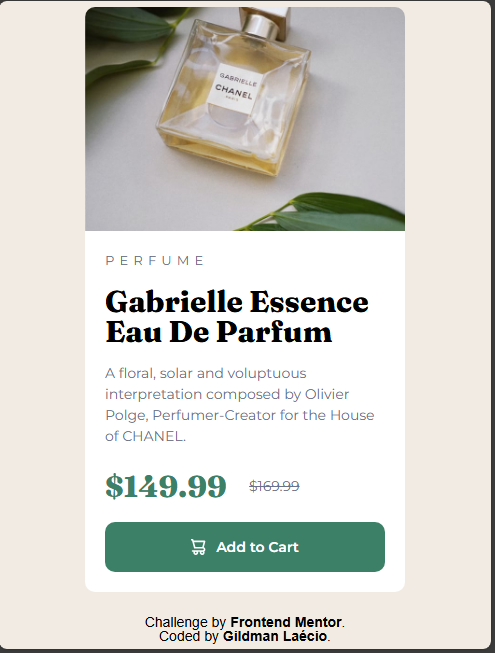 GABRIELLE
CHANEL
PARIS
PERFUME
Gabrielle Essence
Eau De Parfum
A floral, solar and voluptuous
interpretation composed by Olivier
Polge, Perfumer-Creator for the House
of CHANEL.
$149.99 $169.99
Add to Cart
Challenge by Frontend Mentor.
Coded by Gildman Laécio.